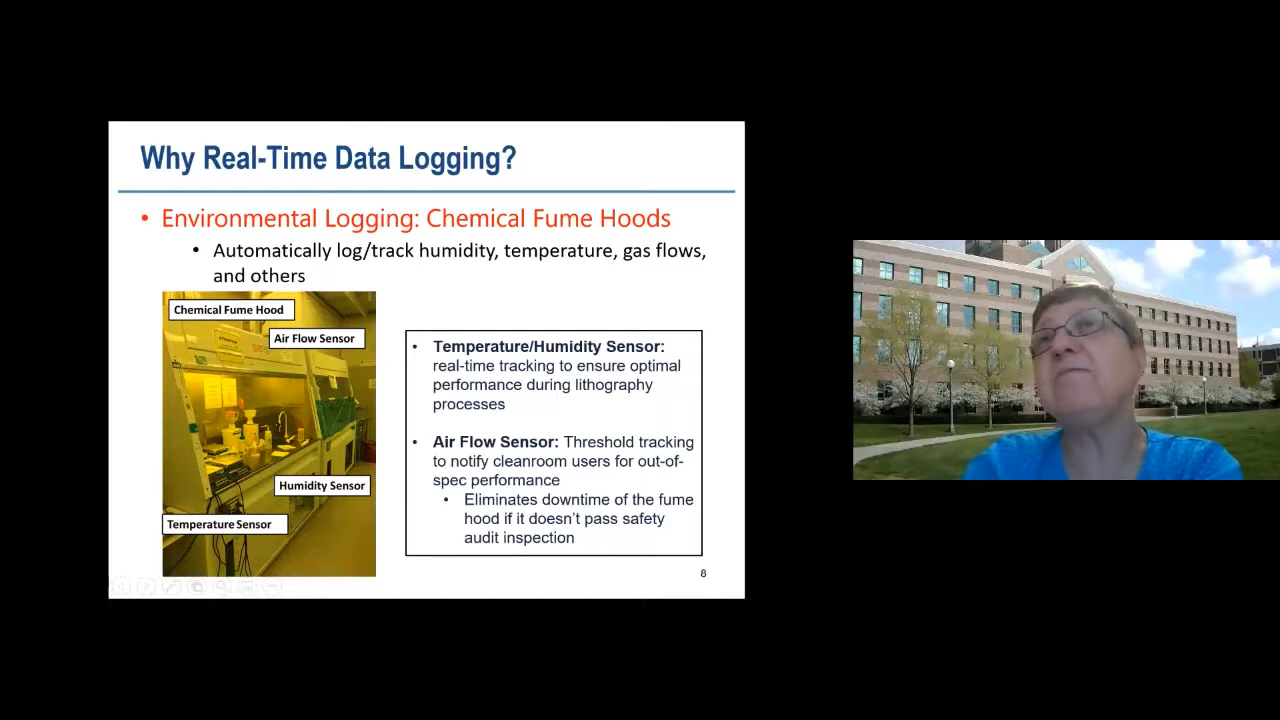 Why Real-Time Data Logging?
• Environmental Logging: Chemical Fume Hoods
• Automatically log/track humidity, temperature, gas flows,
and others
Chemical Fume Hood
Air Flow Sensor
Humidity Sensor
Temperature Sensor
• Temperature/Humidity Sensor:
real-time tracking to ensure optimal
performance during lithography
processes
• Air Flow Sensor: Threshold tracking
to notify cleanroom users for out-of-
spec performance
• Eliminates downtime of the fume
hood if it doesn’t pass safety
audit inspection
8